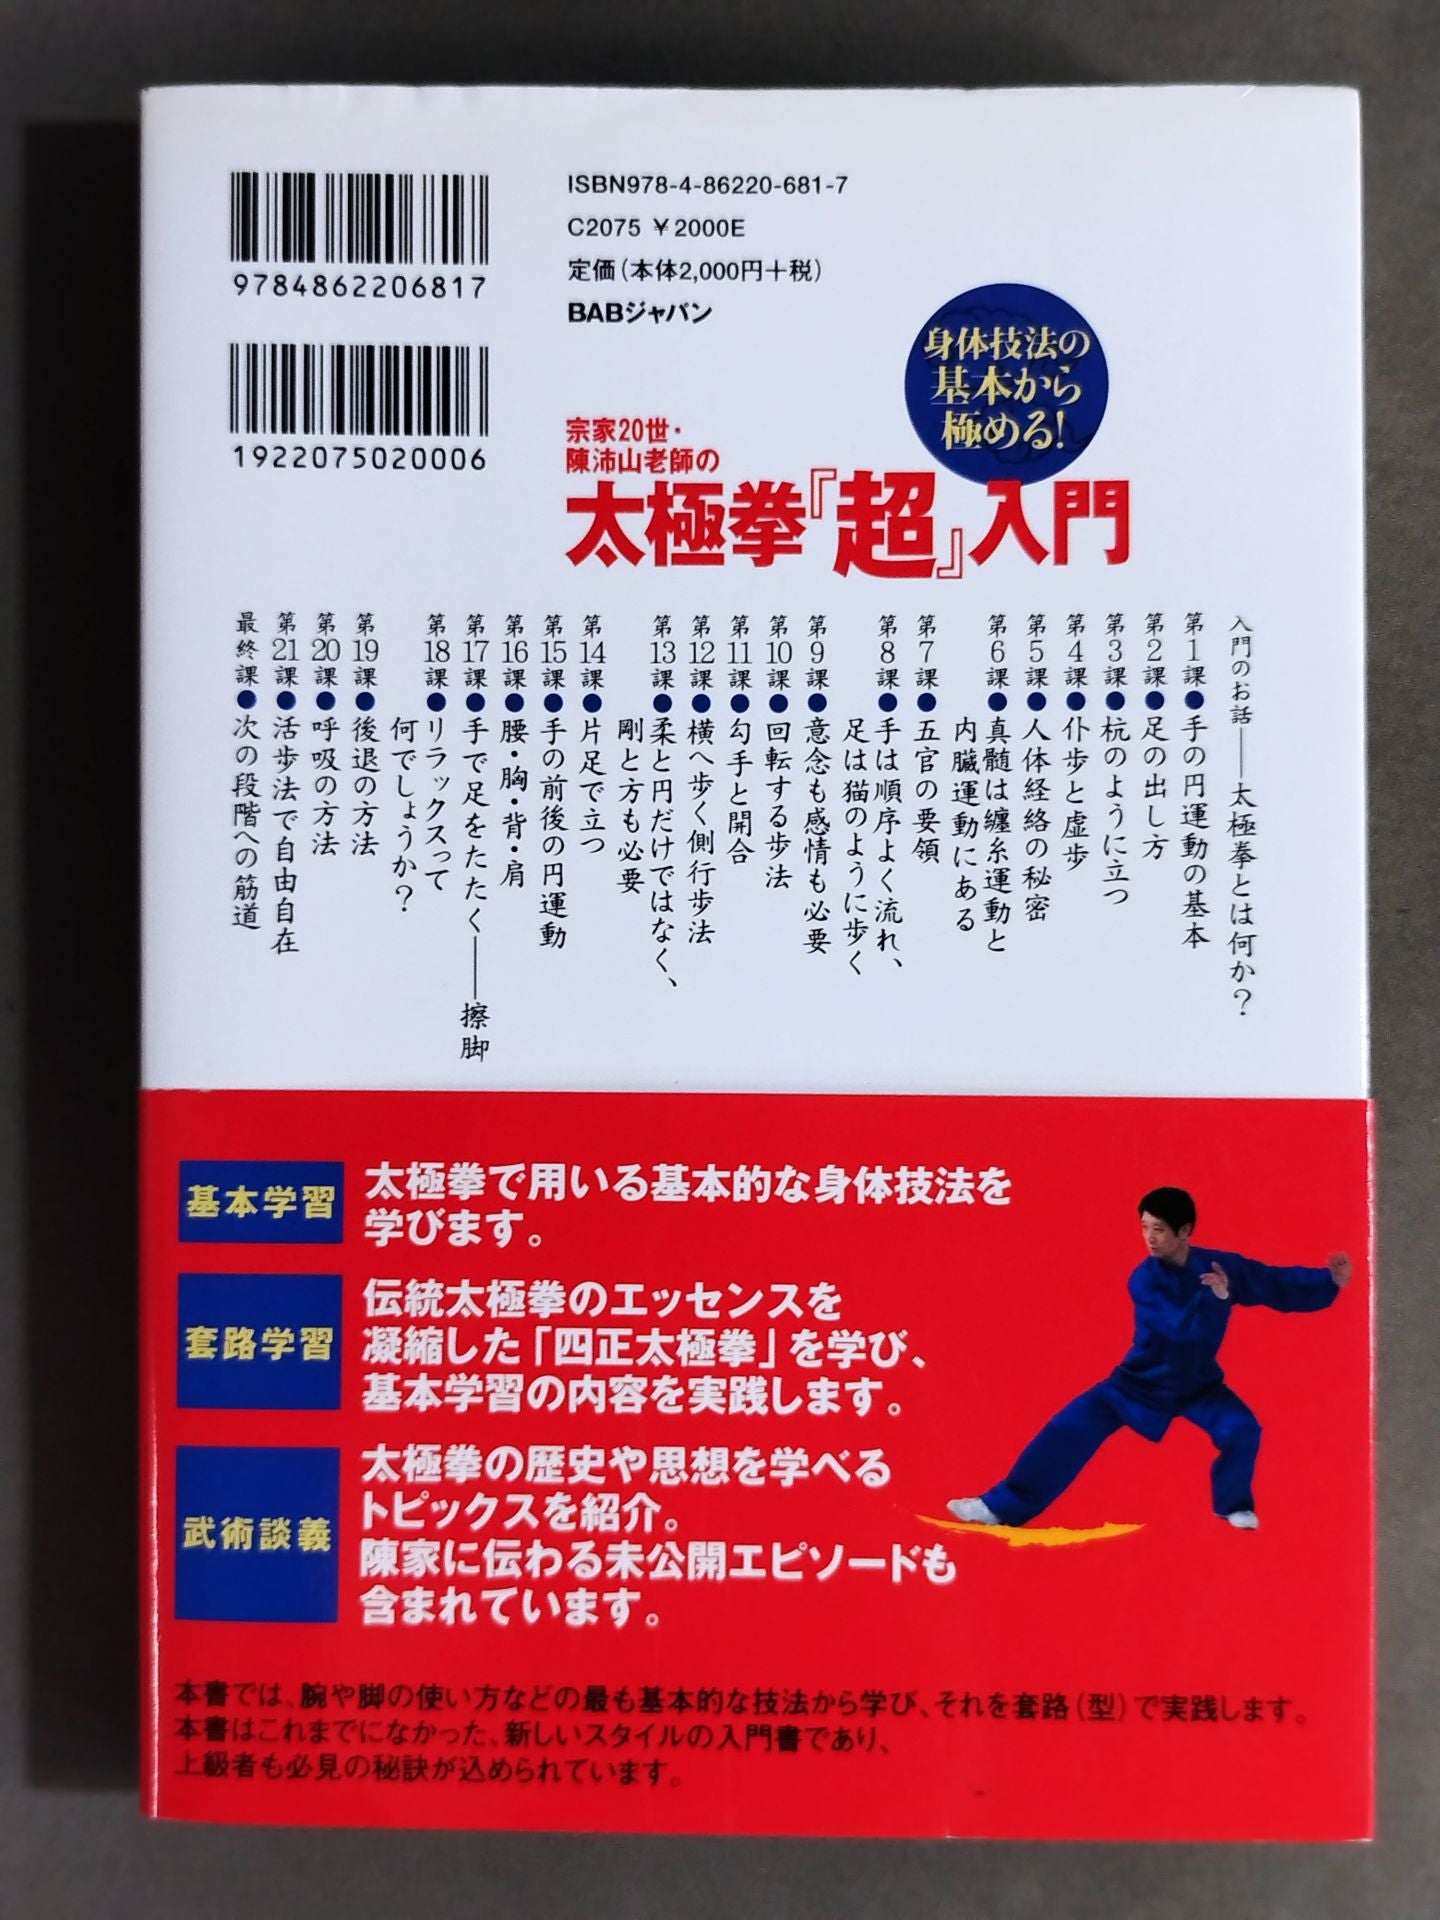 9784862206817
1922075020006
ISBN978-4-86220-681-7
C2075 ￥2000E
定価（本体2,000円＋税）
BABジャパン
身体技法の
基本から
極める！
宗家20世・
陳沛山老師の
太極拳『超』入門
入門のお話——太極拳とは何か？
第1課●手の円運動の基本
第2課●足の出し方
第3課●杭のように立つ
第4課●仆歩と虚歩
第5課●人体経絡の秘密
第6課●真髄は纏糸運動と
内臓運動にある
第7課●五官の要領
第8課●手は順序よく流れ、
足は猫のように歩く
第9課●意念も感情も必要
第10課●回転する歩法
第11課●勾手と開合
第12課●横へ歩く側行歩法
第13課●柔と円だけではなく、
剛と方も必要
第14課●片足で立つ
第15課●手の前後の円運動
第16課●腰・胸・背・肩
第17課●手で足をたたく——擦脚
第18課●リラックスって
何でしょうか？
第19課●後退の方法
第20課●呼吸の方法
第21課●活歩法で自由自在
最終課●次の段階への筋道
基本学習
太極拳で用いる基本的な身体技法を
学びます。
套路学習
伝統太極拳のエッセンスを
凝縮した「四正太極拳」を学び、
基本学習の内容を実践します。
武術談義
太極拳の歴史や思想を学べる
トピックスを紹介。
陳家に伝わる未公開エピソードも
含まれています。
本書では、腕や脚の使い方などの最も基本的な技法から学び、それを套路（型）で実践します。
本書はこれまでになかった、新しいスタイルの入門書であり、
上級者も必見の秘訣が込められています。